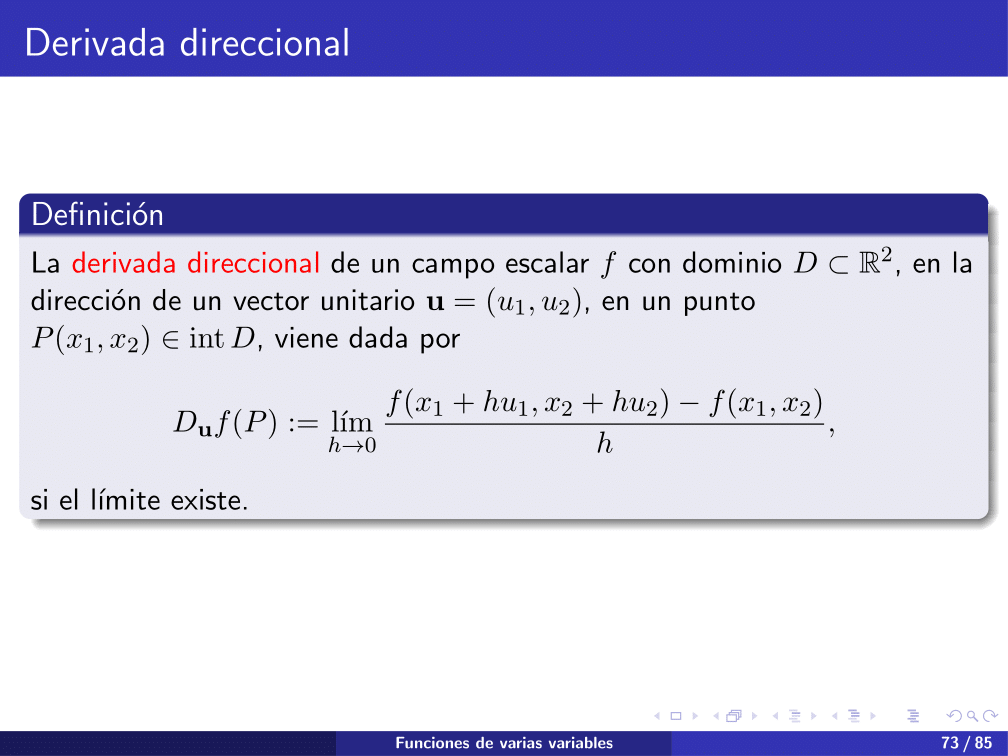 Derivada direccional
Definición
La derivada direccional de un campo escalar f con dominio D ⊂ ℝ², en la
dirección de un vector unitario u = (u₁, u₂), en un punto
P(x₁, x₂) ∈ int D, viene dada por
D_u f(P) := lím_{h→0} \frac{f(x₁ + hu₁, x₂ + hu₂) − f(x₁, x₂)}{h},
si el límite existe.
Funciones de varias variables 73 / 85